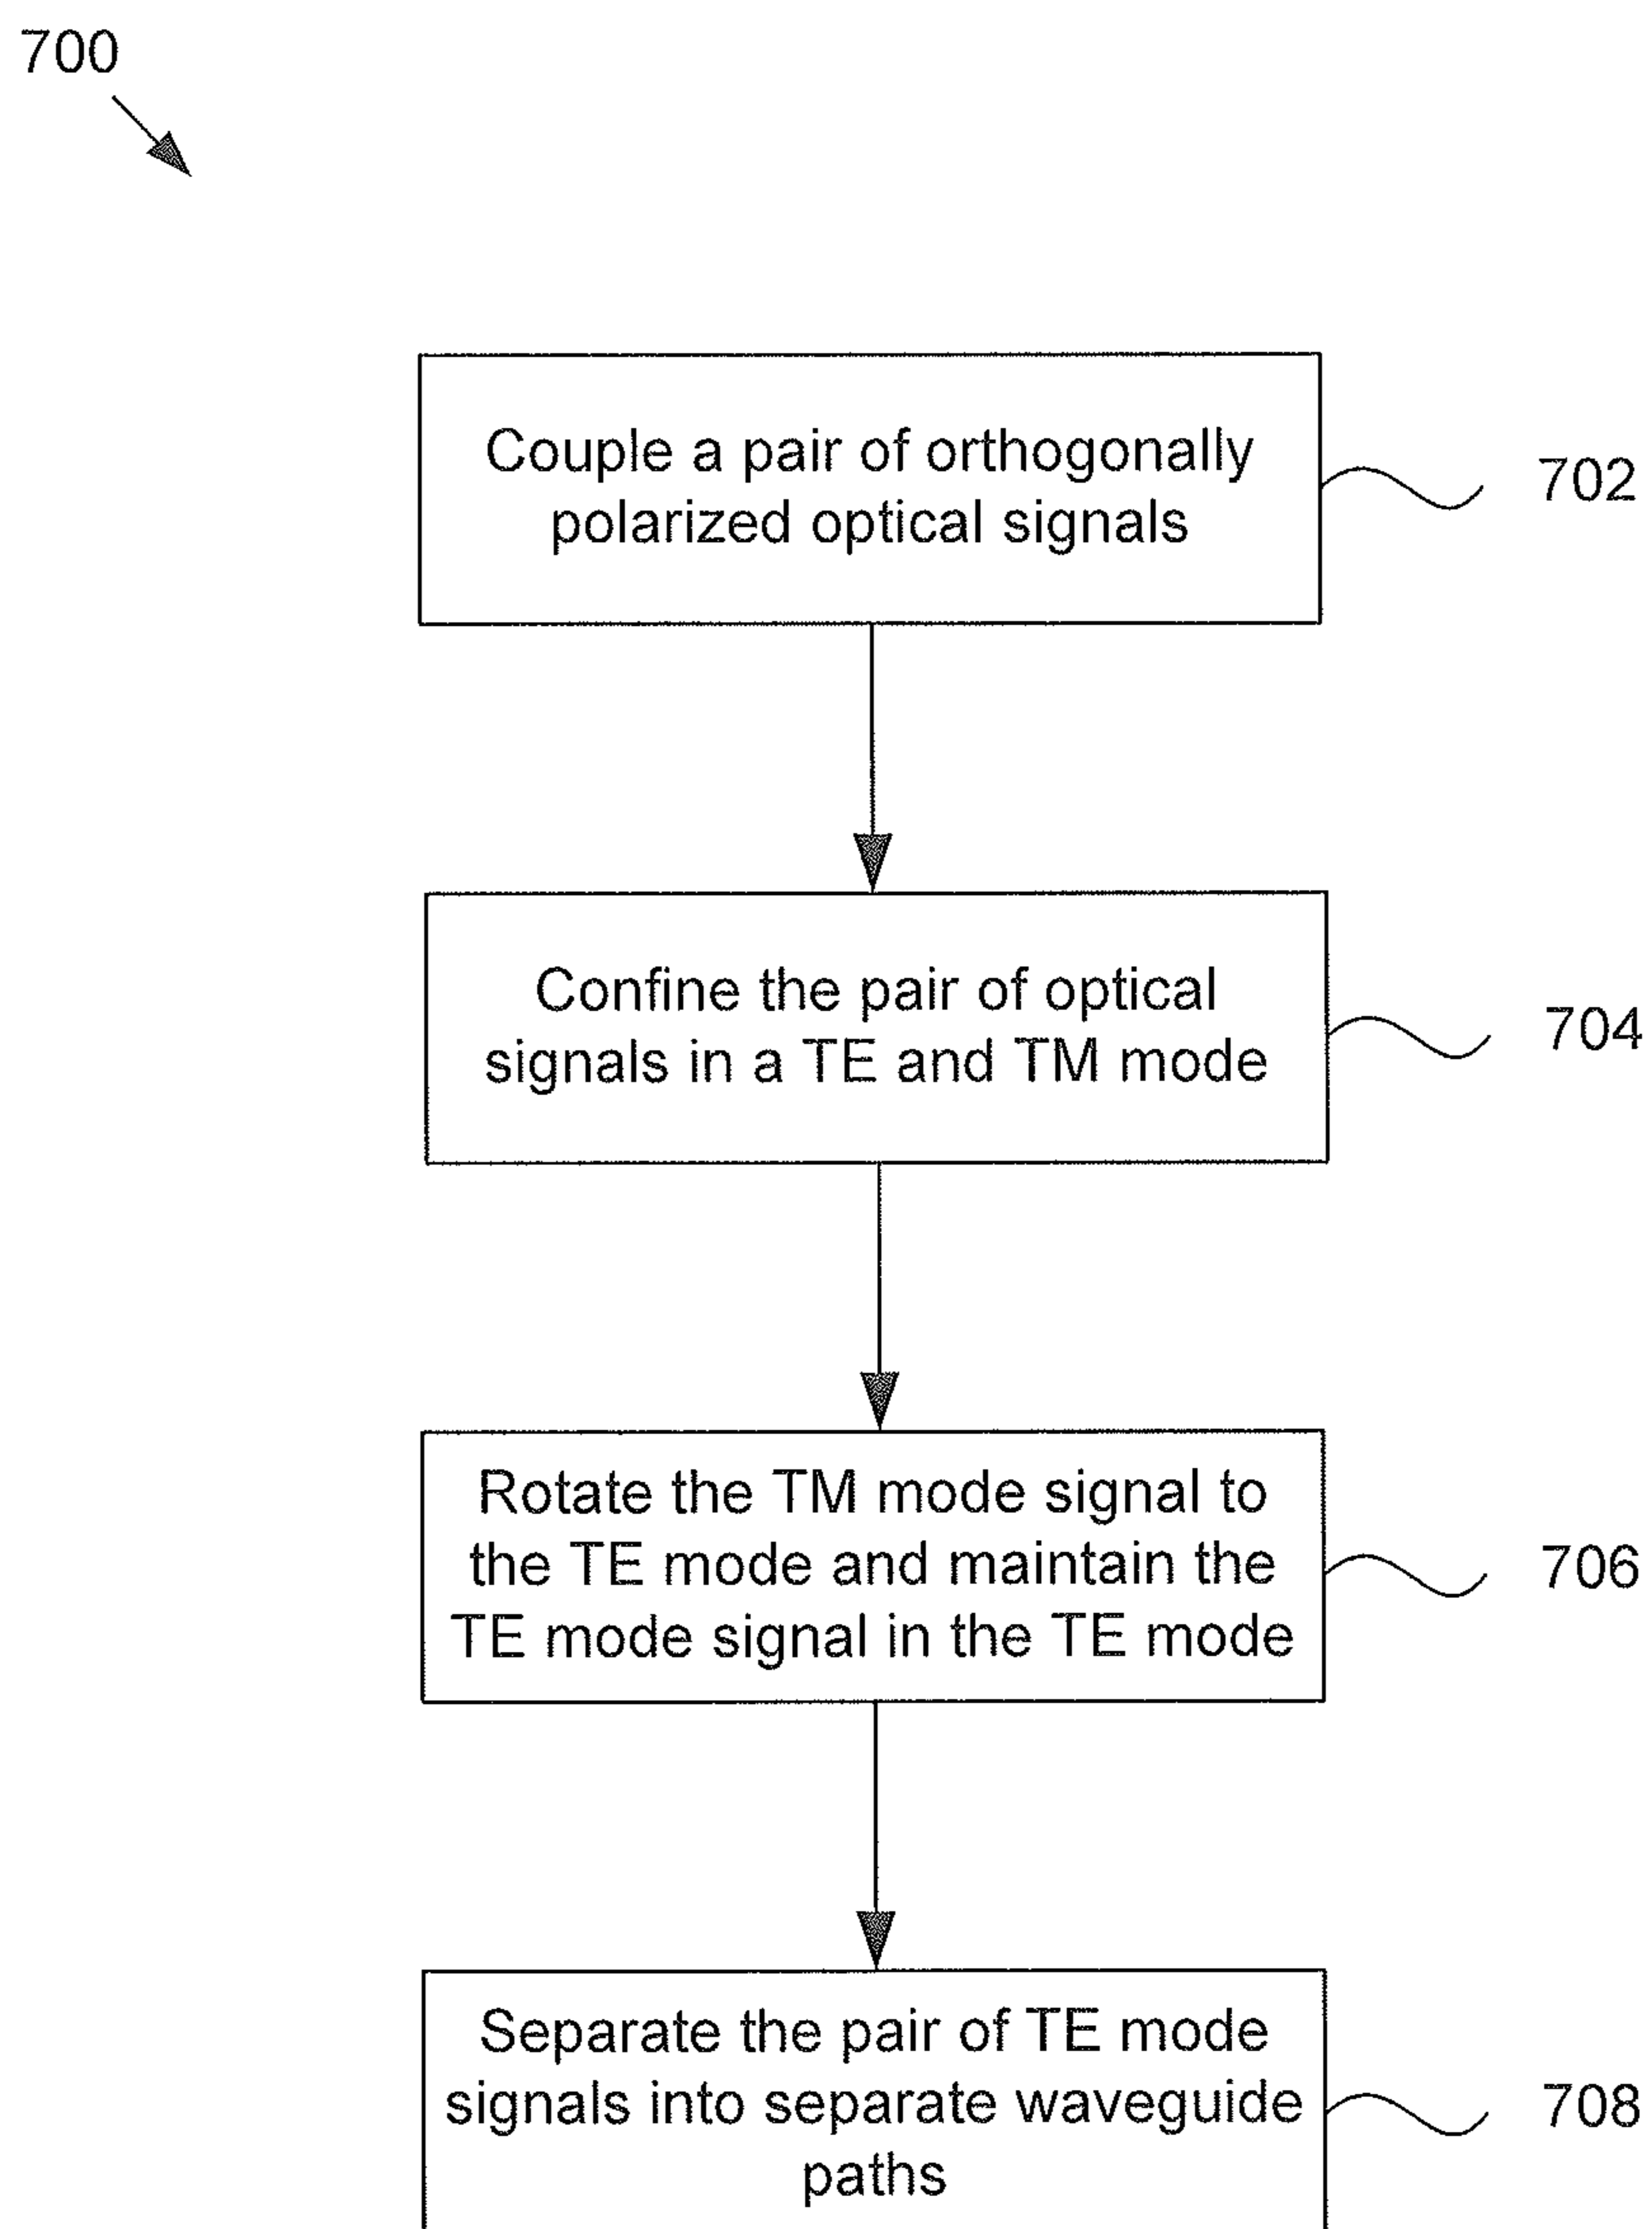 700
Couple a pair of orthogonally
polarized optical signals
702
Confine the pair of optical
signals in a TE and TM mode
704
Rotate the TM mode signal to
the TE mode and maintain the
TE mode signal in the TE mode
706
Separate the pair of TE mode
signals into separate waveguide
paths
708